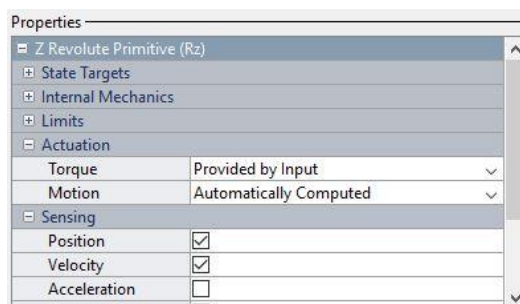 Properties
Z Revolute Primitive (Rz)
State Targets
Internal Mechanics
Limits
Actuation
Torque Provided by Input
Motion Automatically Computed
Sensing
Position
Velocity
Acceleration